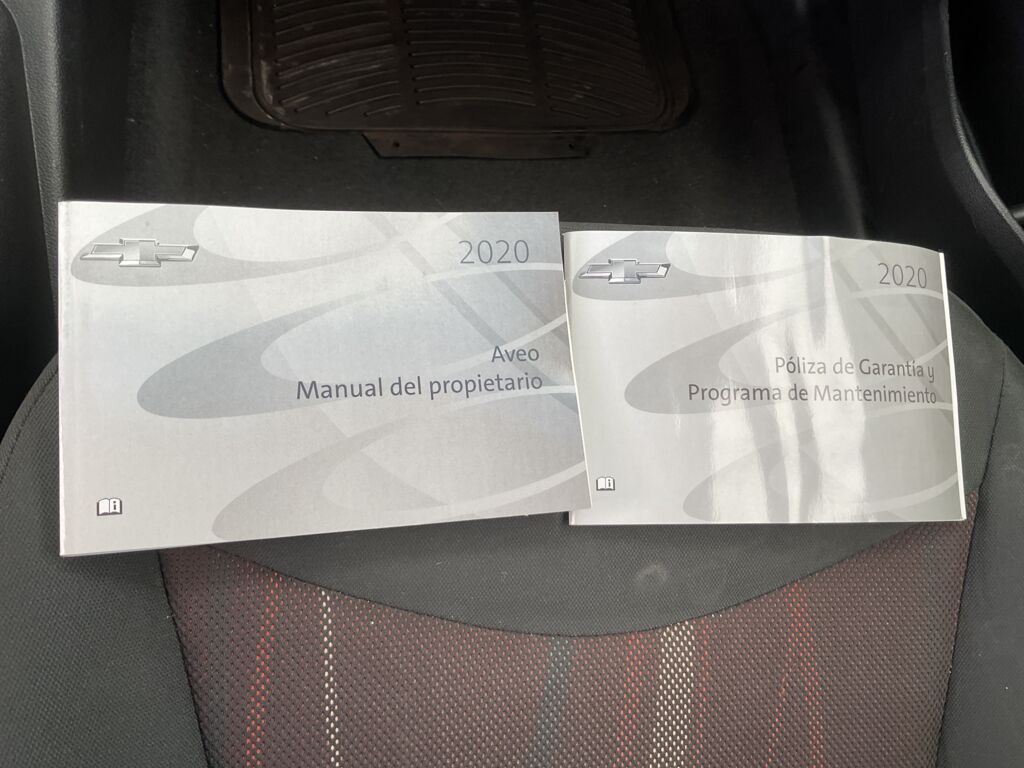 2020
Aveo
Manual del propietario
2020
Póliza de Garantía y
Programa de Mantenimiento